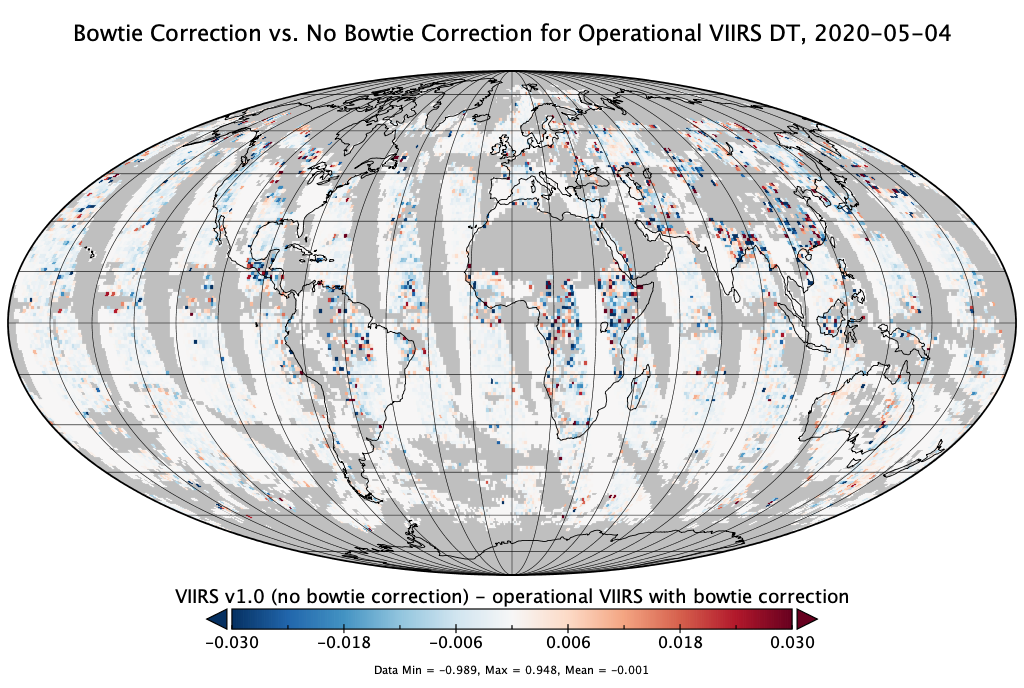 Bowtie Correction vs. No Bowtie Correction for Operational VIIRS DT, 2020-05-04
VIIRS v1.0 (no bowtie correction) - operational VIIRS with bowtie correction
-0.030 -0.018 -0.006 0.006 0.018 0.030
Data Min = -0.989, Max = 0.948, Mean = -0.001